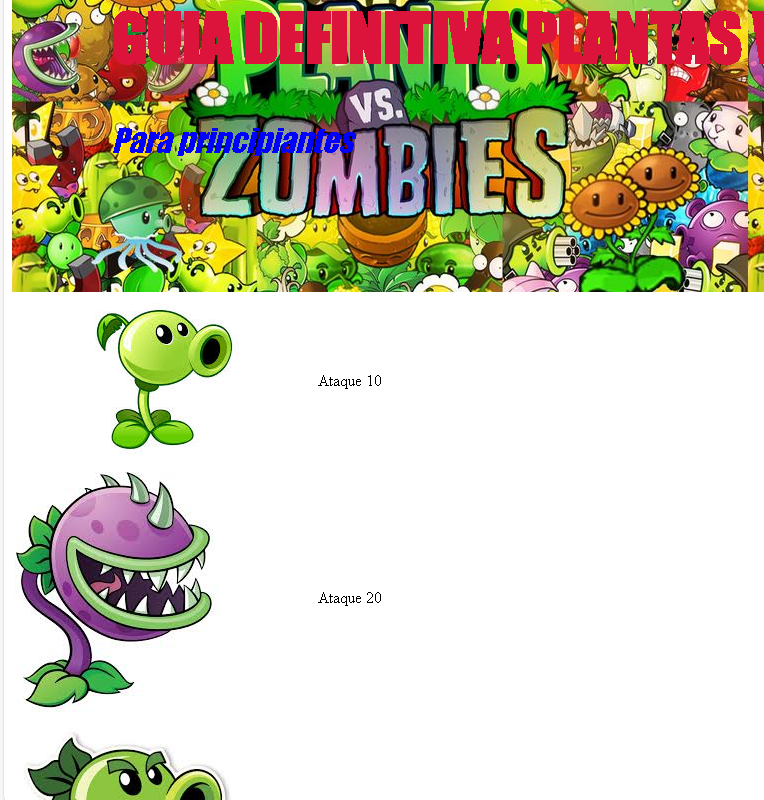 GUIA DEFINITIVA PLANTAS V
PLANTS
VS.
Para principiantes
ZOMBIES
Ataque 10
Ataque 20